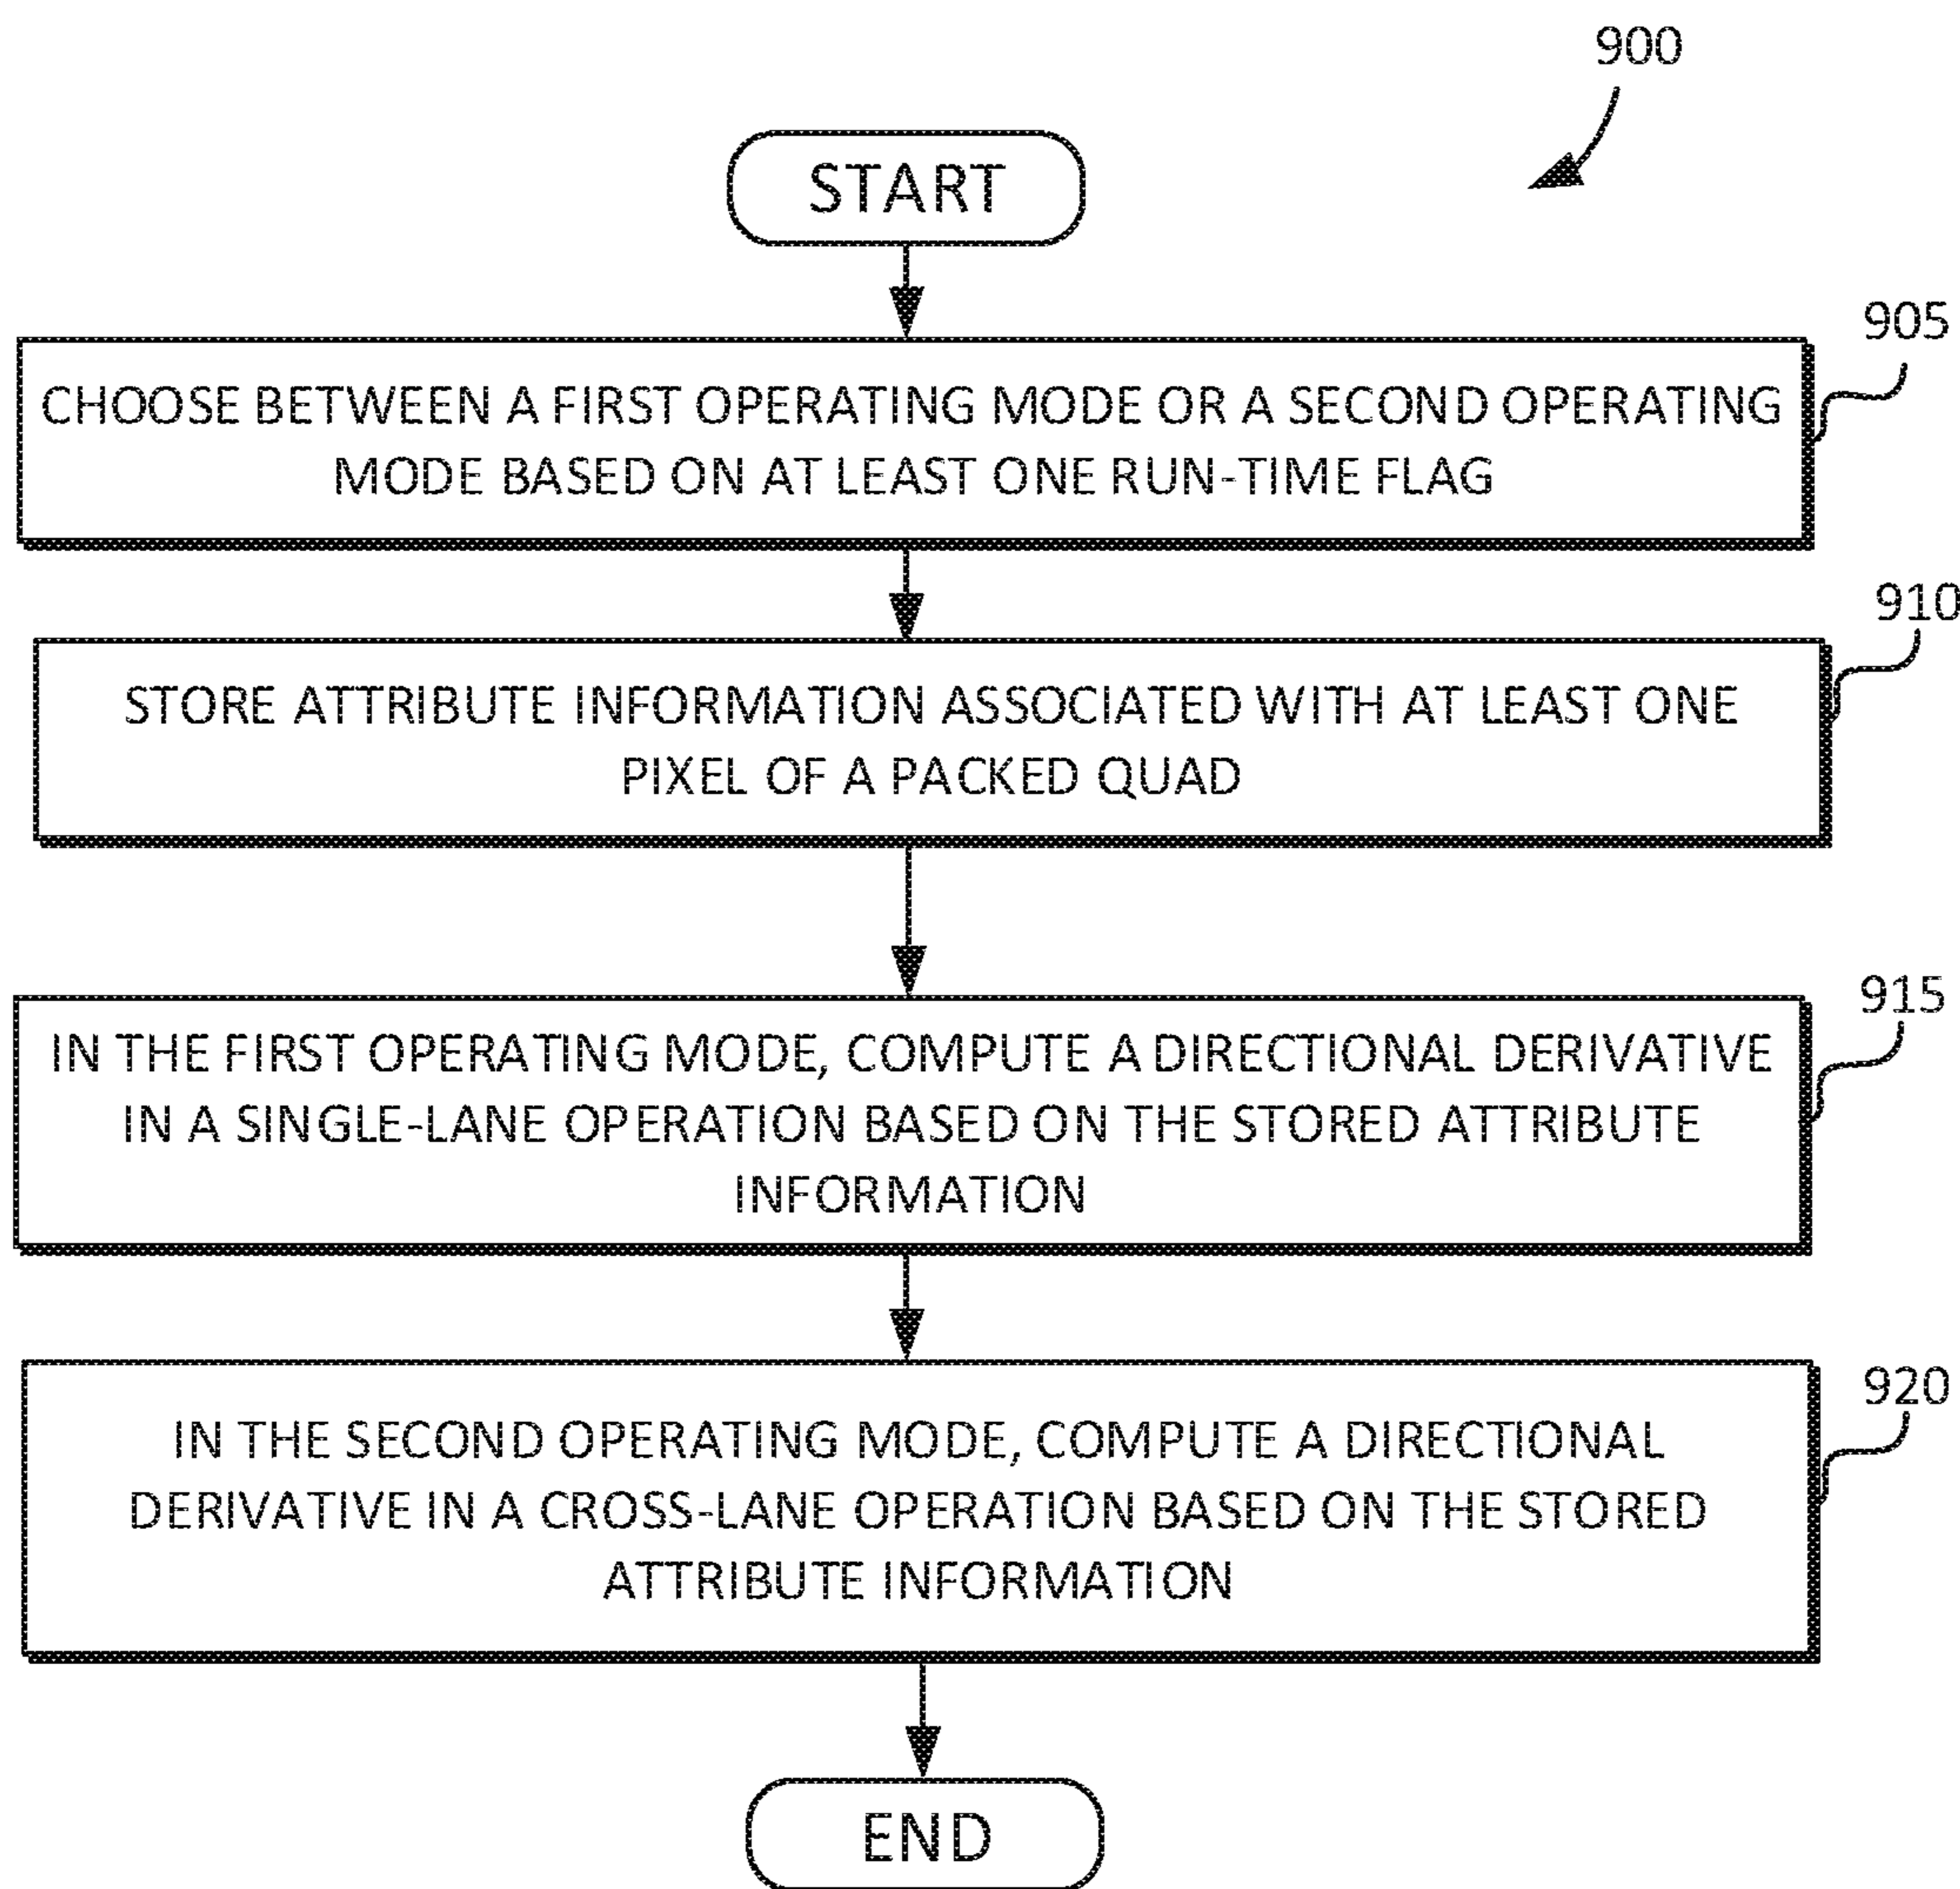 900
START
905
CHOOSE BETWEEN A FIRST OPERATING MODE OR A SECOND OPERATING
MODE BASED ON AT LEAST ONE RUN-TIME FLAG
910
STORE ATTRIBUTE INFORMATION ASSOCIATED WITH AT LEAST ONE
PIXEL OF A PACKED QUAD
915
IN THE FIRST OPERATING MODE, COMPUTE A DIRECTIONAL DERIVATIVE
IN A SINGLE-LANE OPERATION BASED ON THE STORED ATTRIBUTE
INFORMATION
920
IN THE SECOND OPERATING MODE, COMPUTE A DIRECTIONAL
DERIVATIVE IN A CROSS-LANE OPERATION BASED ON THE STORED
ATTRIBUTE INFORMATION
END